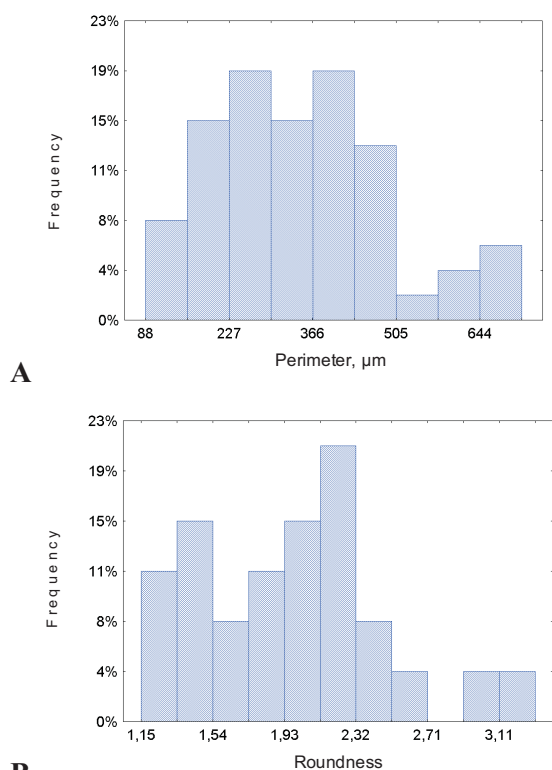 23%
19%
15%
11%
8%
4%
0%
Frequency
88 227 366 505 644
Perimeter, µm
A
23%
19%
15%
11%
8%
4%
0%
Frequency
1,15 1,54 1,93 2,32 2,71 3,11
Roundness
B